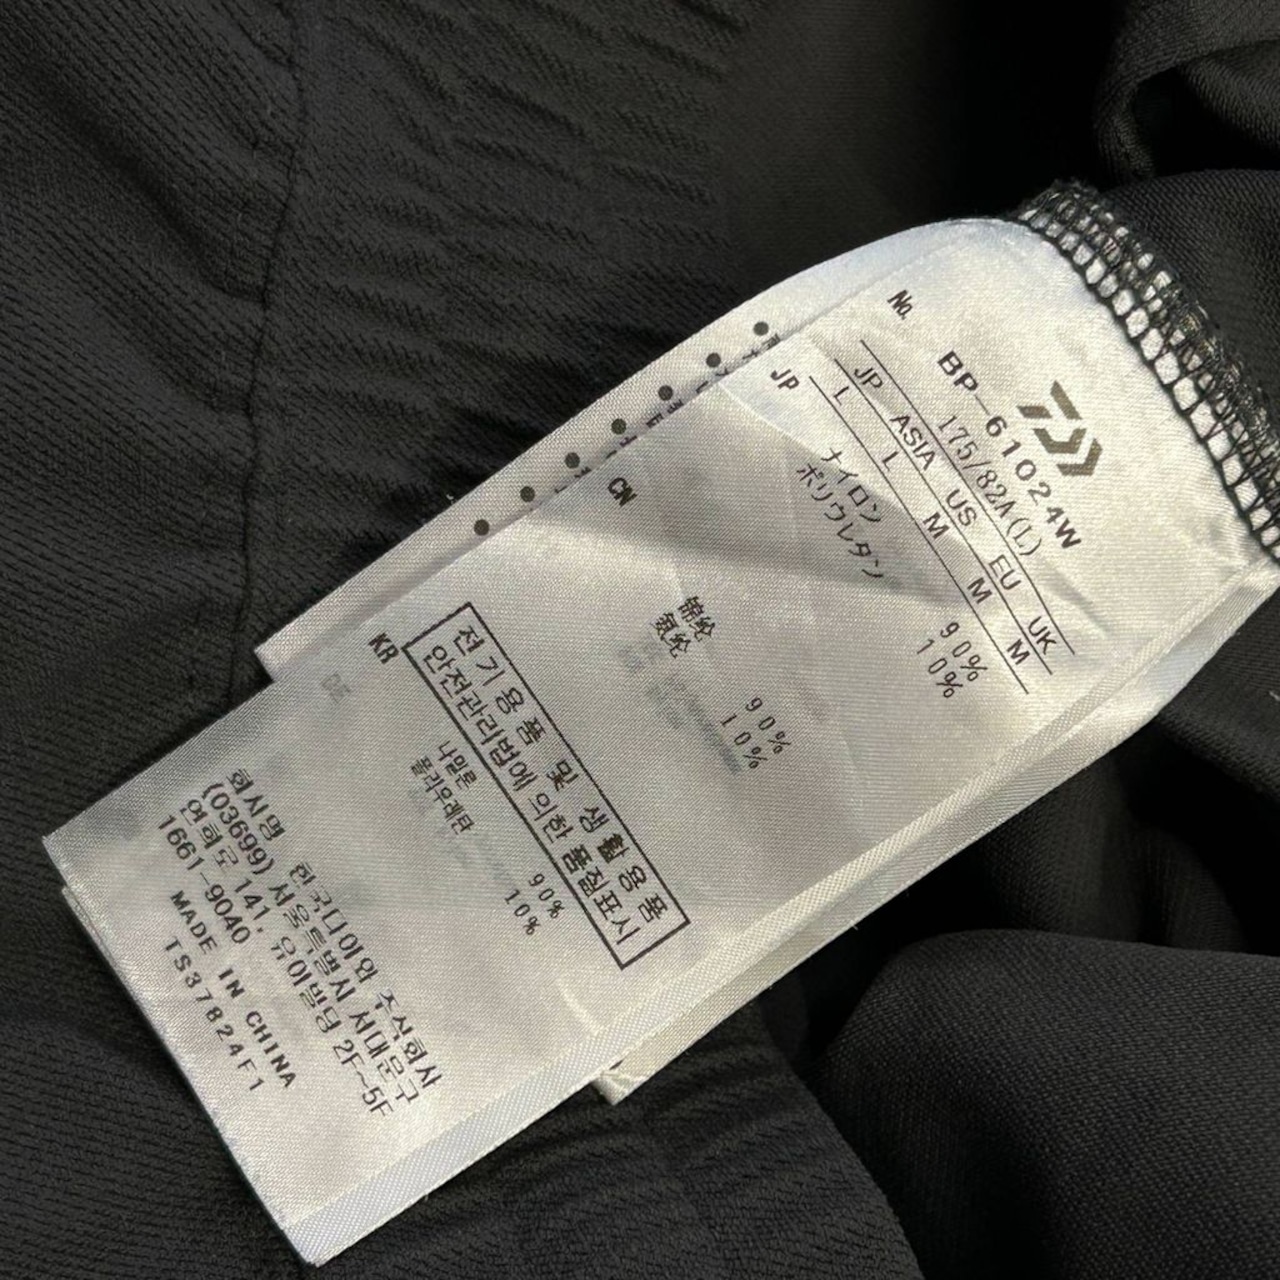 No.
BP-61024W
175/82A(L)
JP ASIA US EU UK
L L M M M
JP
ナイロン 90%
ポリウレタン 10%
CN
锦纶 90%
氨纶 10%
KR
전기용품 및 생활용품
안전관리법에 의한 품질표시
나일론 90%
폴리우레탄 10%
DE
회사명 한국다이와 주식회사
(03699) 서울특별시 서대문구
연희로 141, 유이빌딩 2F~5F
1661-9040
MADE IN CHINA
TS37824F1